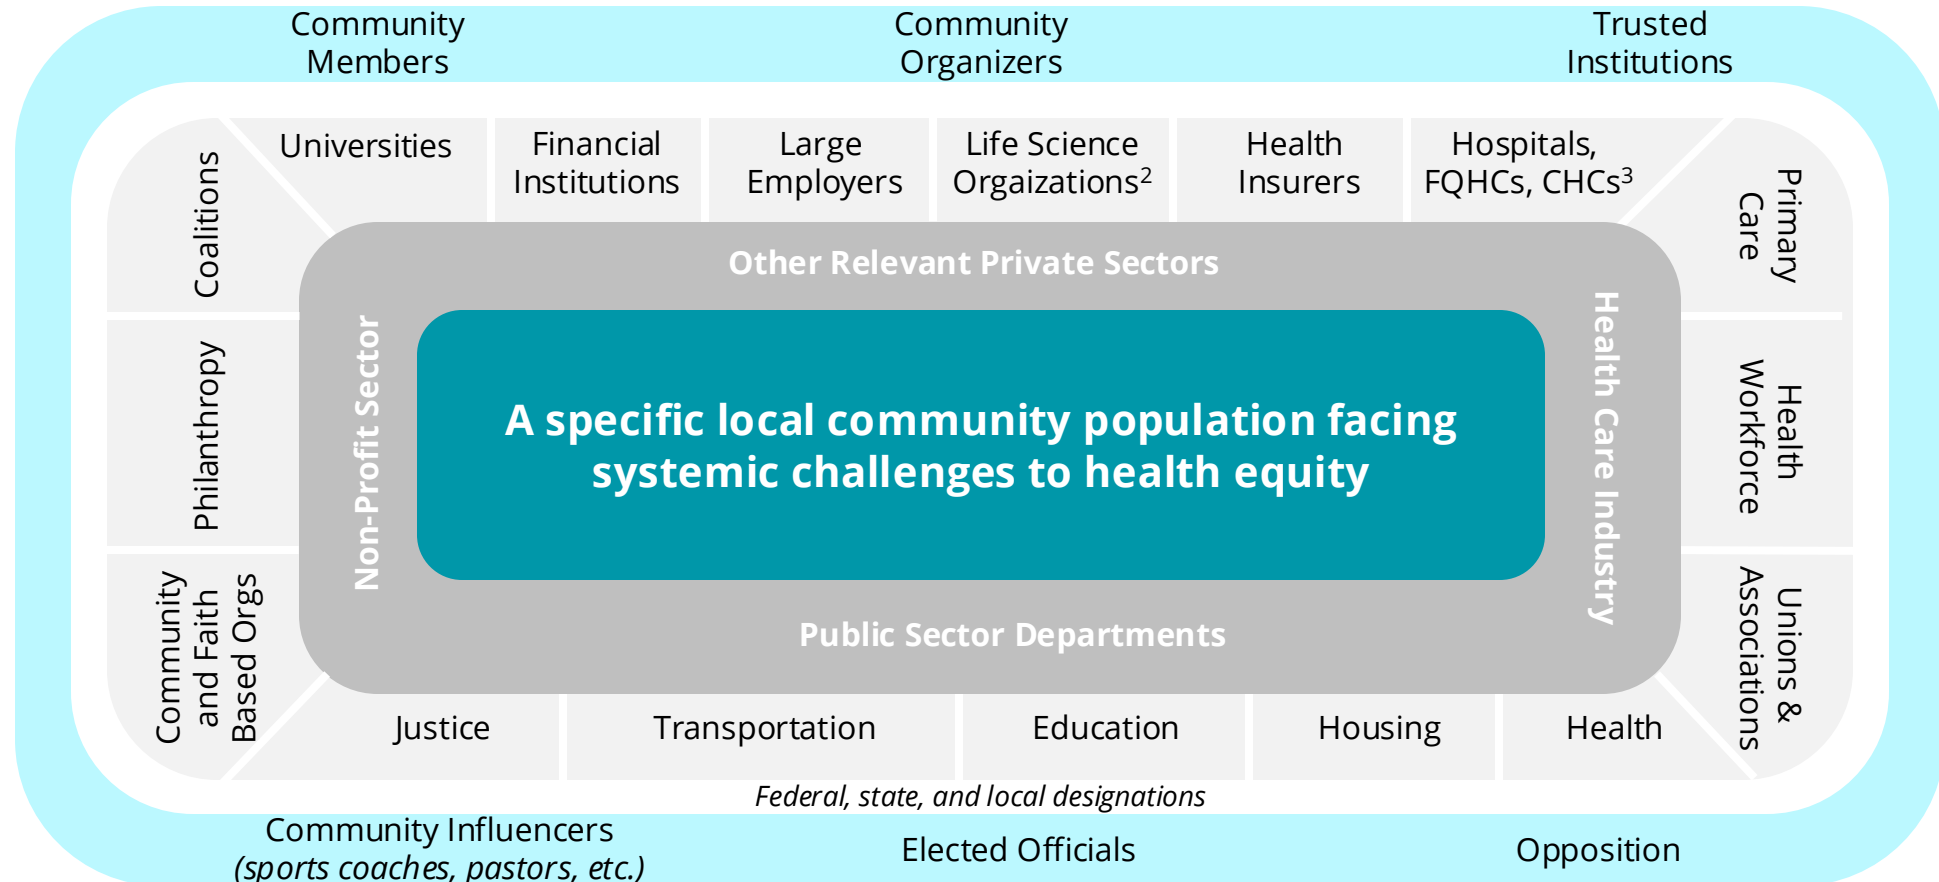 Community
Members
Community
Organizers
Trusted
Institutions
Universities
Financial
Institutions
Large
Employers
Life Science
Orgaizations²
Health
Insurers
Hospitals,
FQHCs, CHCs³
Coalitions
Philanthropy
Community
and Faith
Based Orgs
Non-Profit Sector
Other Relevant Private Sectors
A specific local community population facing
systemic challenges to health equity
Public Sector Departments
Health Care Industry
Primary
Care
Health
Workforce
Unions &
Associations
Justice
Transportation
Education
Housing
Health
Federal, state, and local designations
Community Influencers
(sports coaches, pastors, etc.)
Elected Officials
Opposition